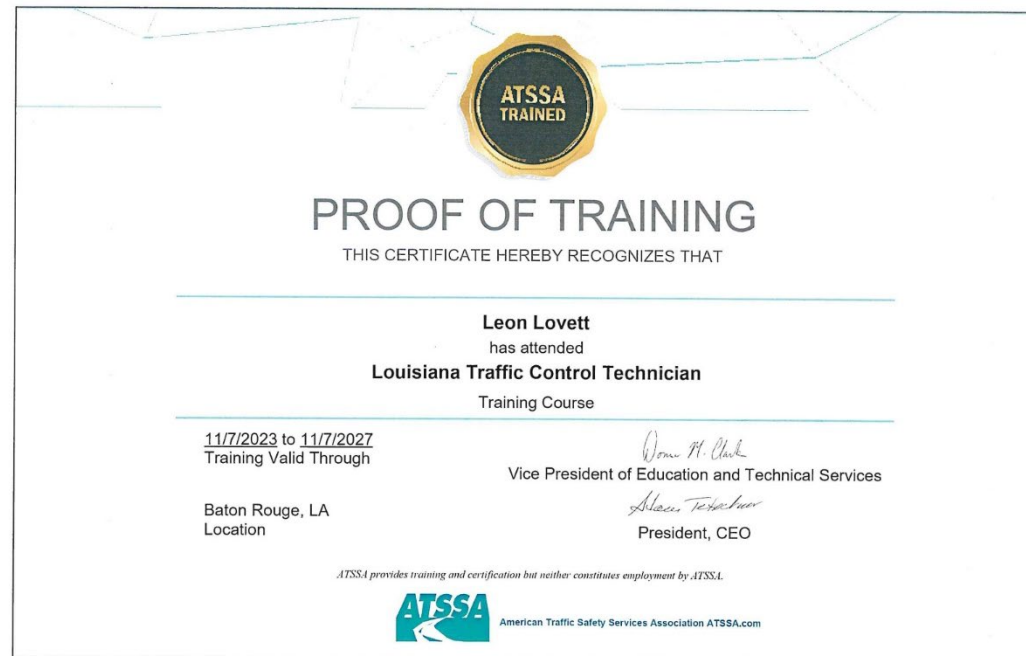 ATSSA
TRAINED
PROOF OF TRAINING
THIS CERTIFICATE HEREBY RECOGNIZES THAT
Leon Lovett
has attended
Louisiana Traffic Control Technician
Training Course
11/7/2023 to 11/7/2027
Training Valid Through
Baton Rouge, LA
Location
Donna M. Clark
Vice President of Education and Technical Services
President, CEO
ATSSA provides training and certification but neither constitutes employment by ATSSA.
ATSSA
American Traffic Safety Services Association ATSSA.com